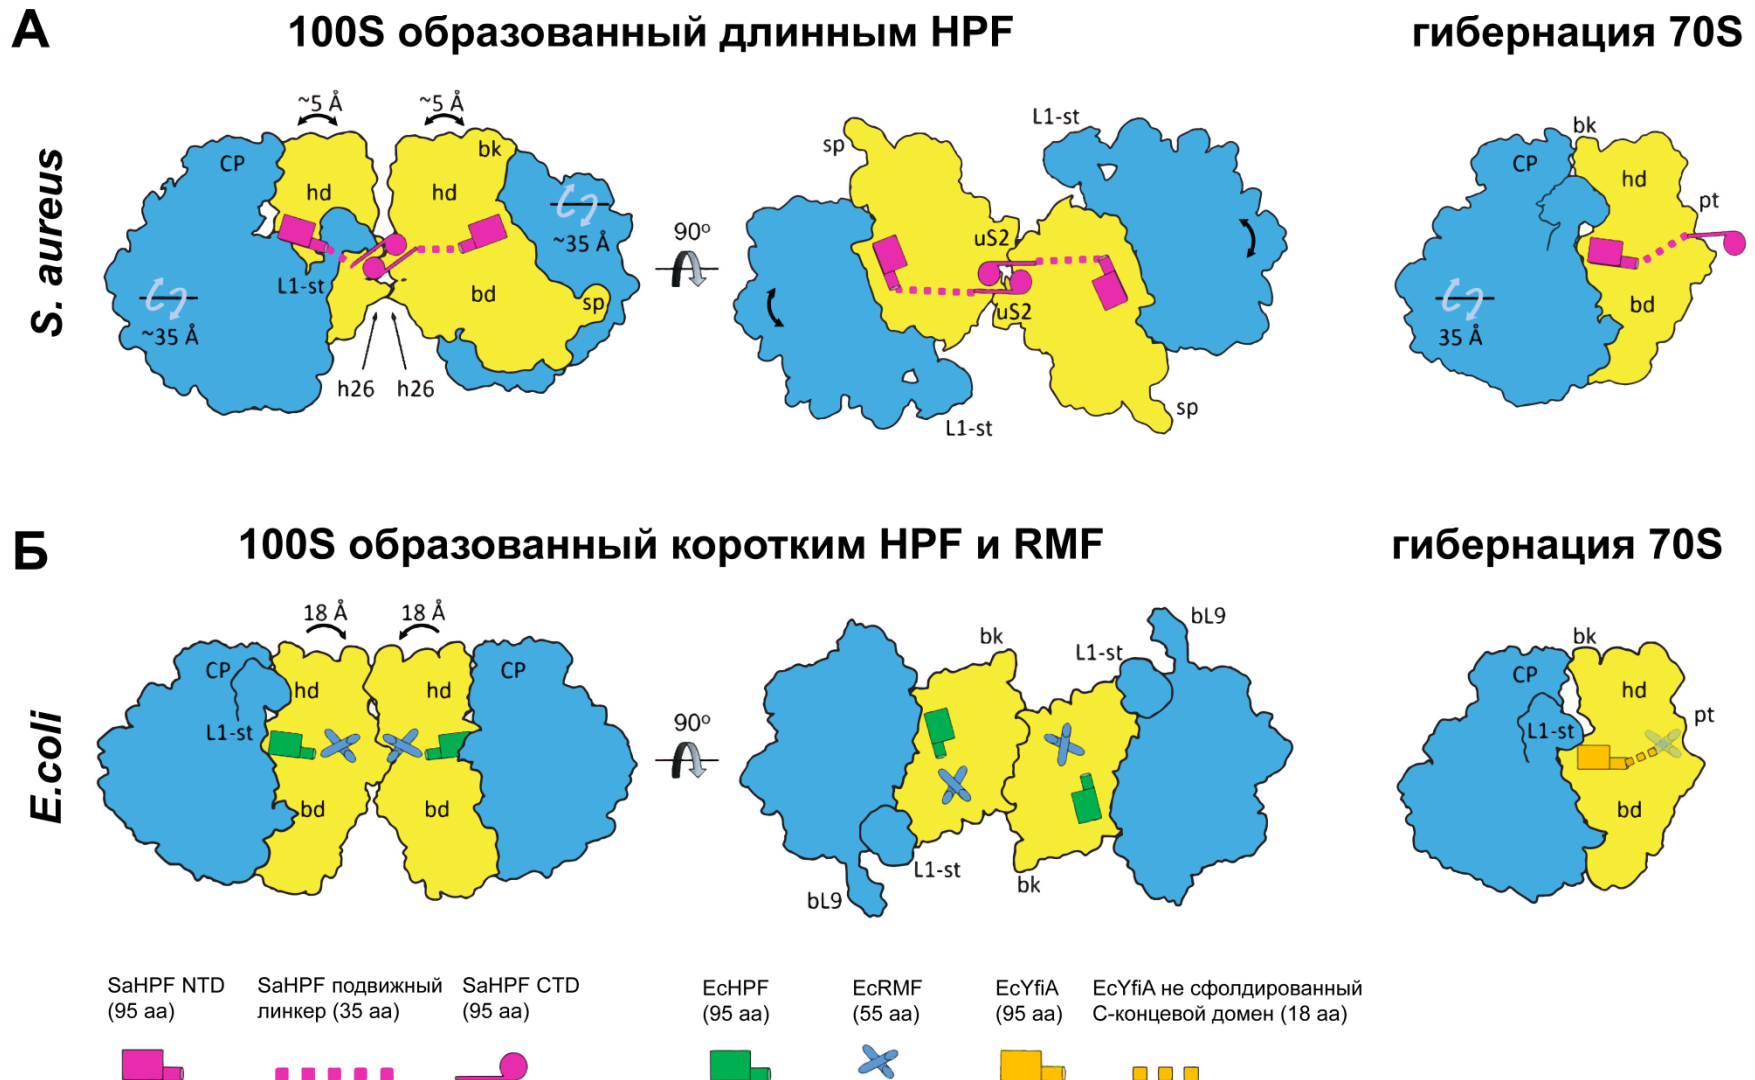 А
100S образованный длинным HPF
гибернация 70S
S. aureus
~5 Å
~5 Å
CP
hd
hd
bk
~35 Å
L1-st
bd
sp
~35 Å
h26
h26
90º
sp
L1-st
uS2
uS2
L1-st
sp
bk
CP
hd
pt
bd
35 Å
Б
100S образованный коротким HPF и RMF
гибернация 70S
E.coli
18 Å
18 Å
CP
hd
hd
CP
L1-st
bd
bd
90º
bk
L1-st
bL9
L1-st
bk
bL9
bk
CP
hd
pt
L1-st
bd
SaHPF NTD
(95 aa)
SaHPF подвижный
линкер (35 aa)
SaHPF CTD
(95 aa)
EcHPF
(95 aa)
EcRMF
(55 aa)
EcYfiA
(95 aa)
EcYfiA не сфолдированный
С-концевой домен (18 aa)